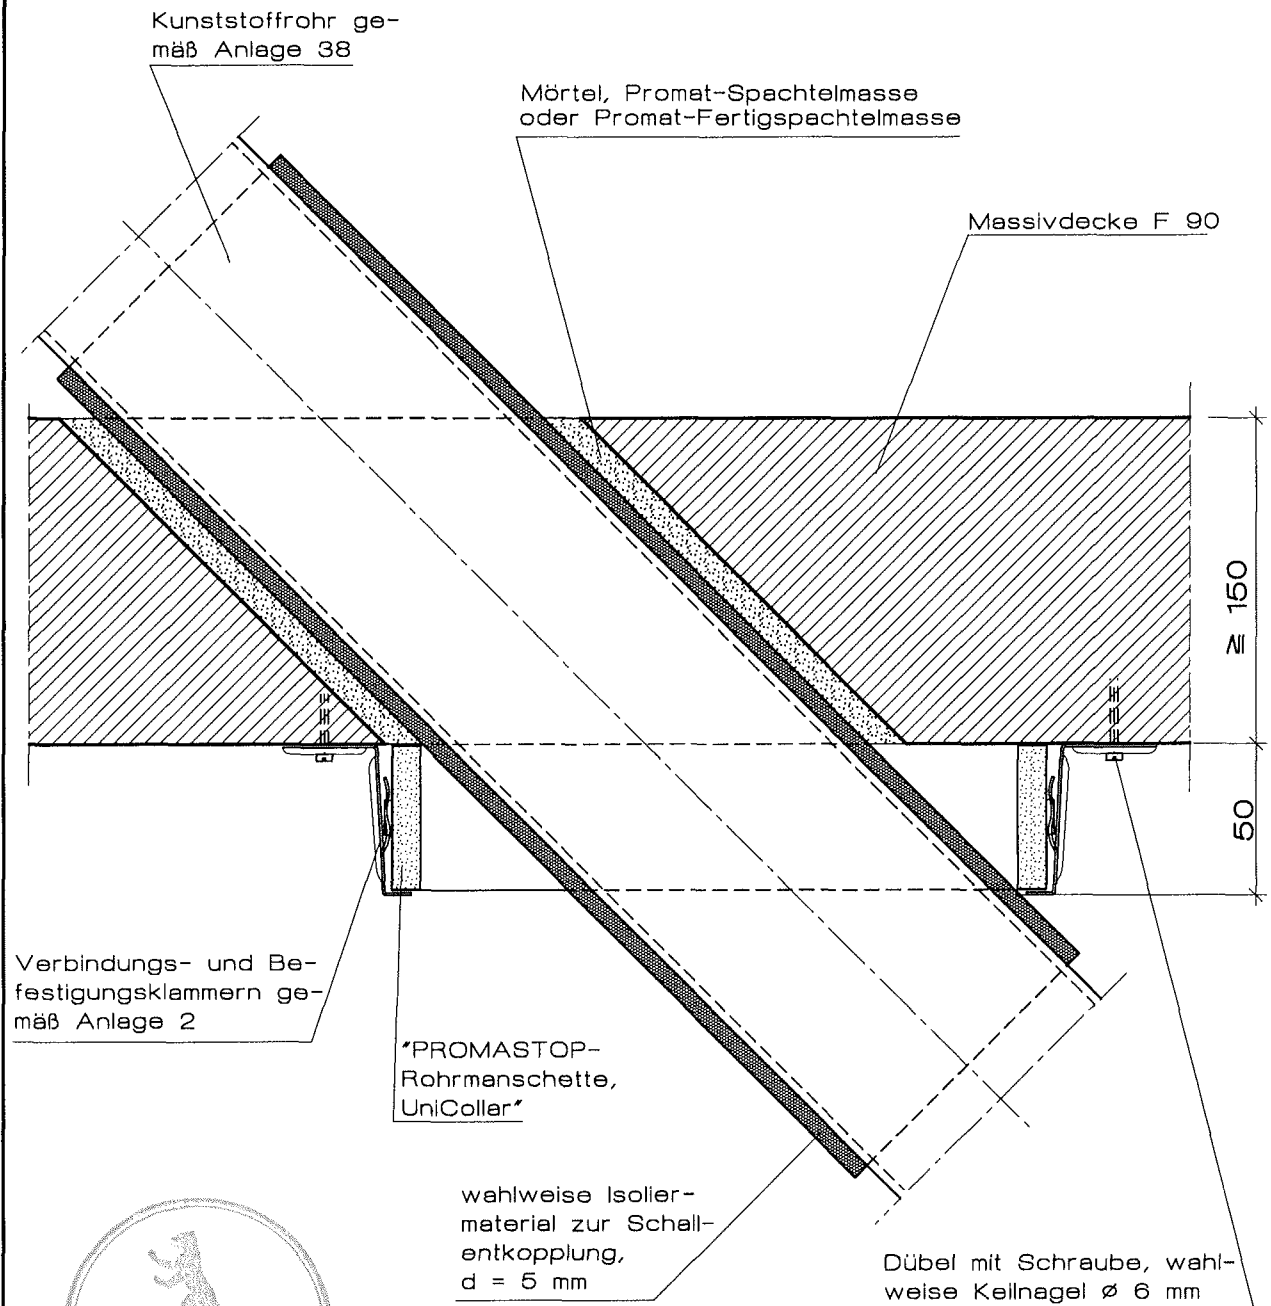 Kunststoffrohr ge-
mäß Anlage 38
Mörtel, Promat-Spachtelmasse
oder Promat-Fertigspachtelmasse
Massivdecke F 90
≧ 150
50
Verbindungs- und Be-
festigungsklammern ge-
mäß Anlage 2
"PROMASTOP-
Rohrmanschette,
UniCollar"
wahlweise Isolier-
material zur Schall-
entkopplung,
d = 5 mm
Dübel mit Schraube, wahl-
weise Keilnagel ø 6 mm